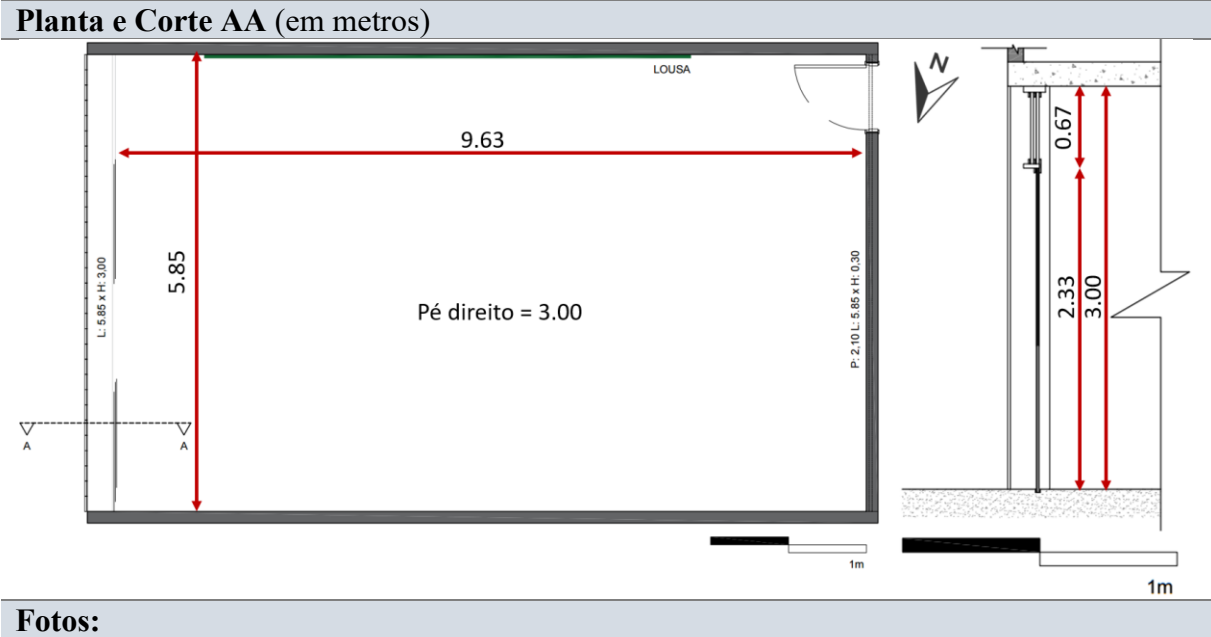 Planta e Corte AA (em metros)
LOUSA
N
9.63
0.67
5.85
L: 5.85 x H: 3,00
Pé direito = 3.00
P: 2,10 L: 5.85 x H: 0,30
2.33
3.00
A
A
1m
1m
Fotos: